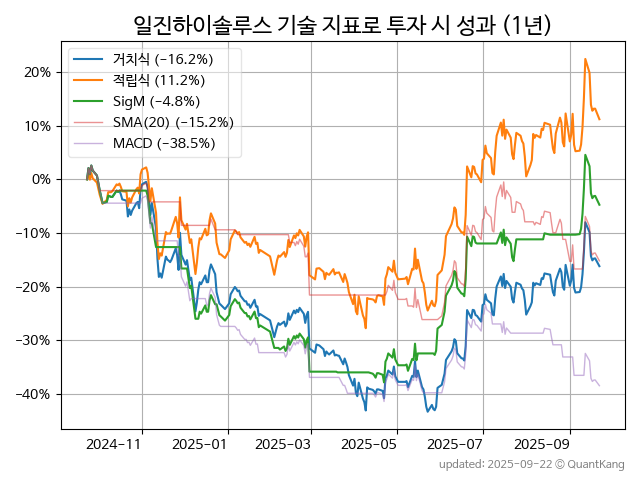 일진하이솔루스 기술 지표로 투자 시 성과 (1년)
거치식 (−16.2%)
적립식 (11.2%)
SigM (−4.8%)
SMA(20) (−15.2%)
MACD (−38.5%)
20%
10%
0%
−10%
−20%
−30%
−40%
2024-11 2025-01 2025-03 2025-05 2025-07 2025-09
updated: 2025-09-22 © QuantKang